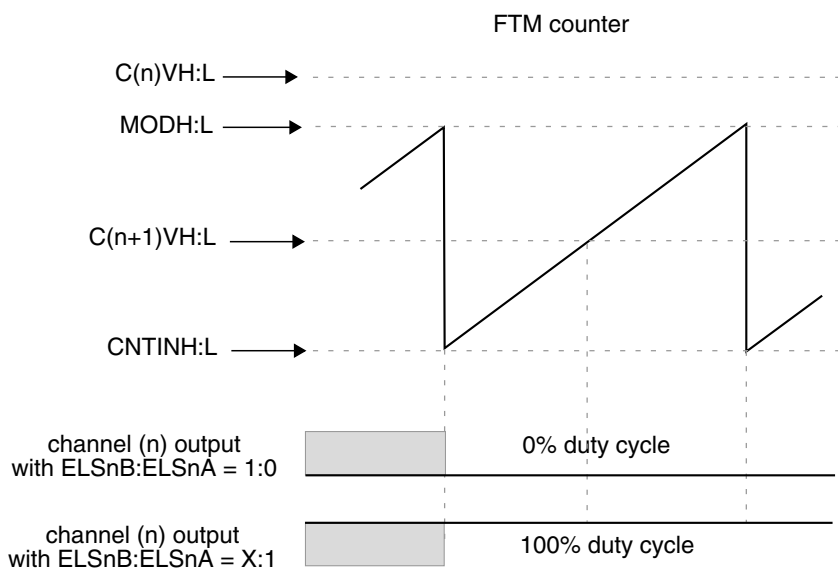 FTM counter
C(n)VH:L
MODH:L
C(n+1)VH:L
CNTINH:L
channel (n) output
with ELSnB:ELSnA = 1:0
0% duty cycle
channel (n) output
with ELSnB:ELSnA = X:1
100% duty cycle